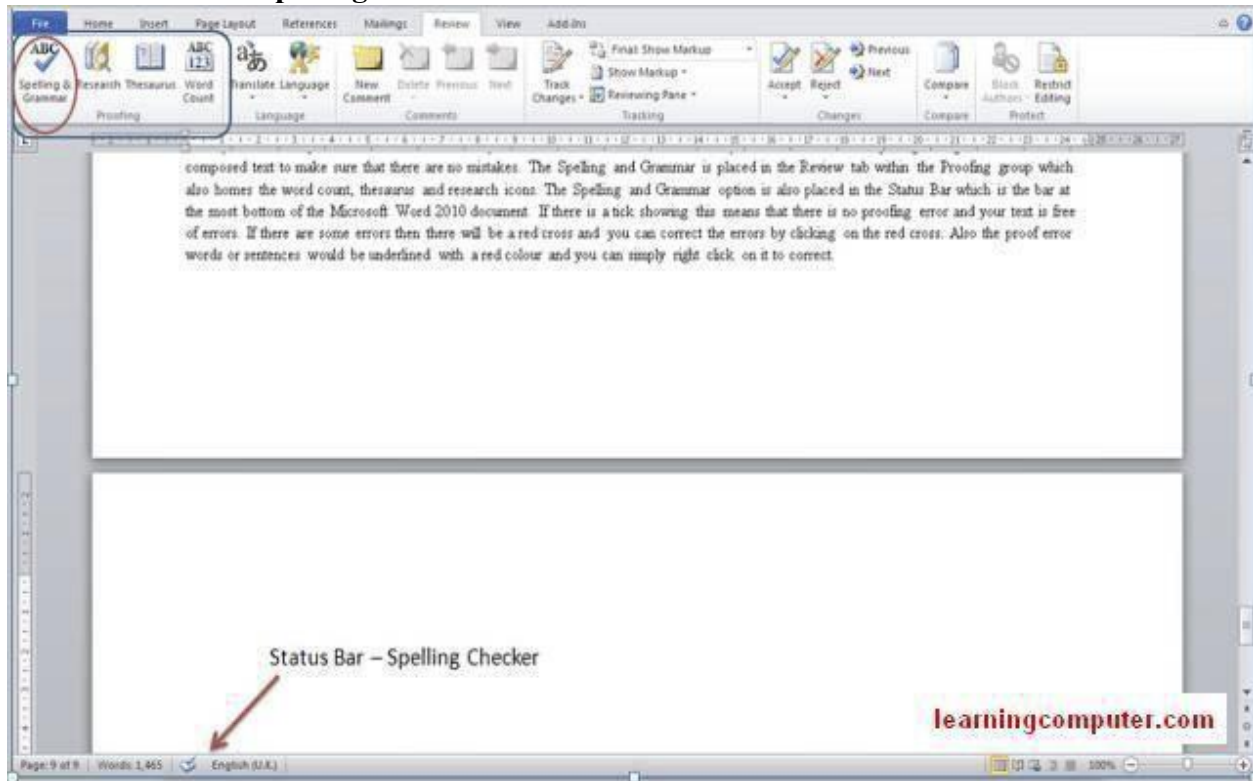 File Home Insert Page Layout References Mailings Review View Add-Ins
ABC ABC 123
Spelling & Grammar Research Thesaurus Word Count Translate Language New Comment Delete Previous Next Track Changes Final Show Markup Show Markup Reviewing Pane Accept Reject Previous Next Compare Block Authors Restrict Editing
Proofing Language Comments Tracking Changes Compare Protect
composed text to make sure that there are no mistakes. The Spelling and Grammar is placed in the Review tab within the Proofing group which
also homes the word count, thesaurus and research icons. The Spelling and Grammar option is also placed in the Status Bar which is the bar at
the most bottom of the Microsoft Word 2010 document. If there is a tick showing this means that there is no proofing error and your text is free
of errors. If there are some errors then there will be a red cross and you can correct the errors by clicking on the red cross. Also the proof error
words or sentences would be underlined with a red colour and you can simply right click on it to correct.
Status Bar – Spelling Checker
learningcomputer.com
Page: 9 of 9 Words: 1,465 English (U.K.) 100%